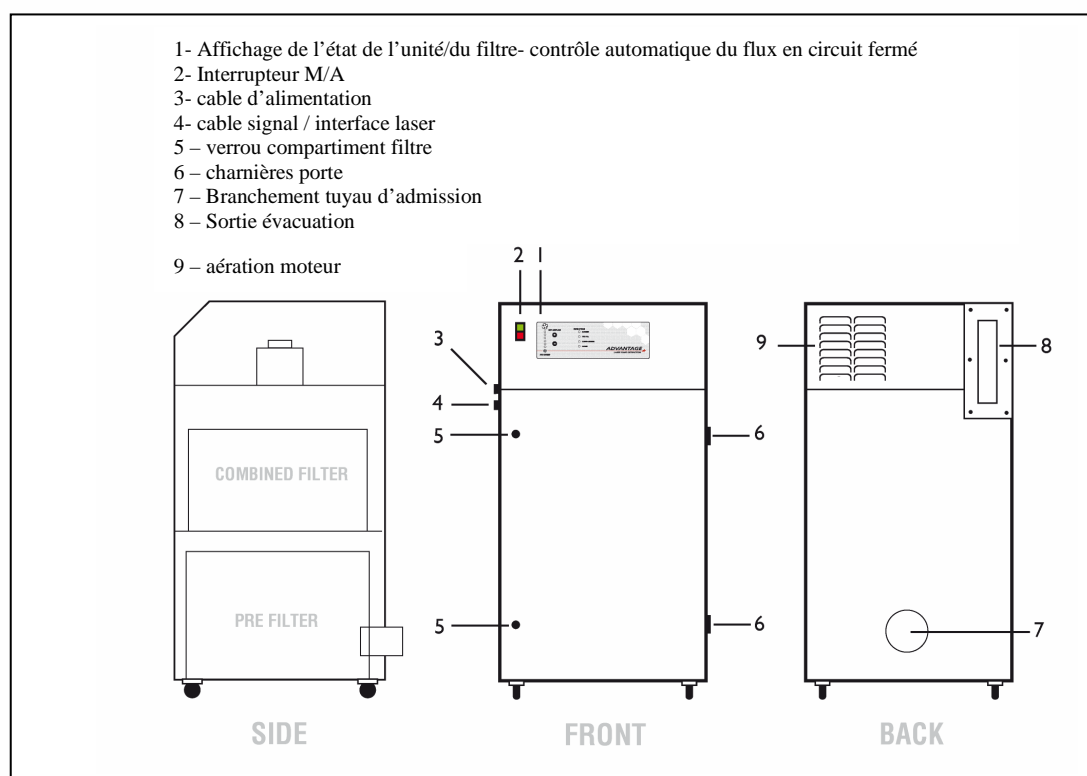 1- Affichage de l’état de l’unité/du filtre- contrôle automatique du flux en circuit fermé
2- Interrupteur M/A
3- cable d’alimentation
4- cable signal / interface laser
5 – verrou compartiment filtre
6 – charnières porte
7 – Branchement tuyau d’admission
8 – Sortie évacuation
9 – aération moteur
2 1
3
4
5
5
6
6
9
8
7
ADVANTAGE
COMBINED FILTER
PRE FILTER
SIDE
FRONT
BACK